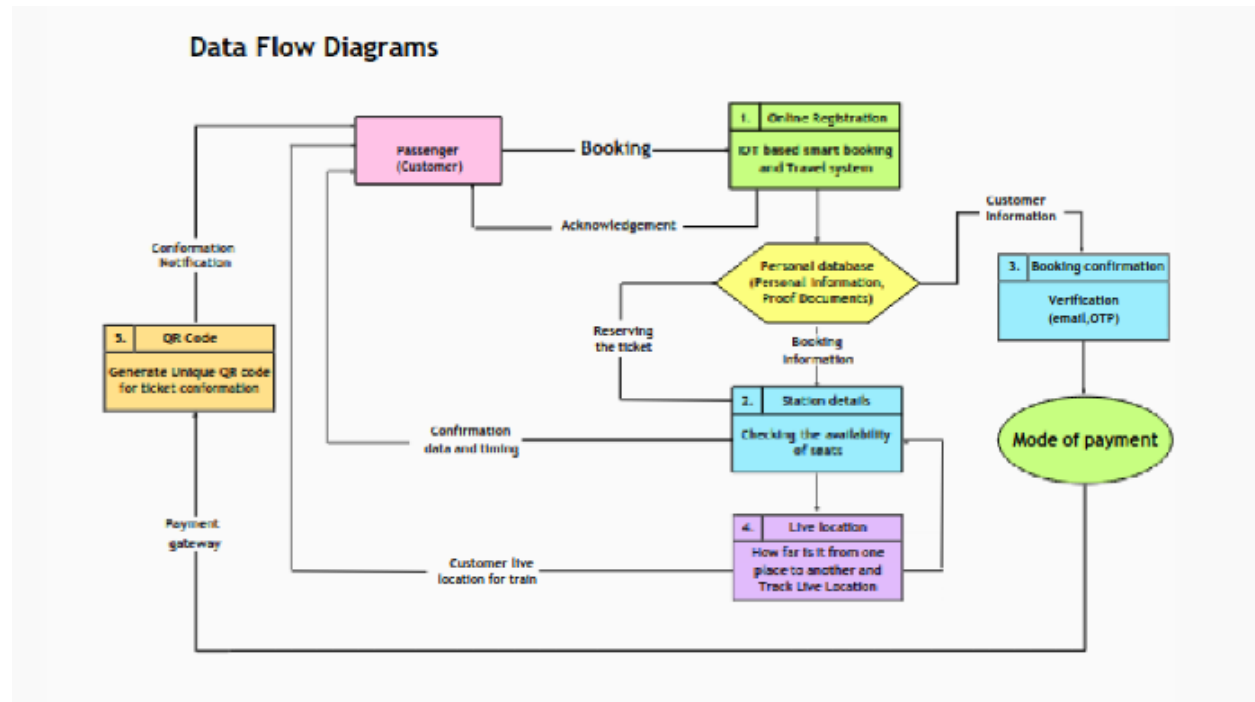 Data Flow Diagrams
Passenger
(Customer)
Booking
1. Online Registration
IOT based smart booking
and Travel system
Acknowledgement
Customer
Information
Conformation
Notification
Personal database
(Personal Information,
Proof Documents)
3. Booking confirmation
Verification
(email,OTP)
Reserving
the ticket
Booking
Information
5. QR Code
Generate Unique QR code
for ticket conformation
2. Station details
Checking the availability
of seats
Confirmation
data and timing
Mode of payment
Payment
gateway
4. Live location
How far is it from one
place to another and
Track Live Location
Customer live
location for train